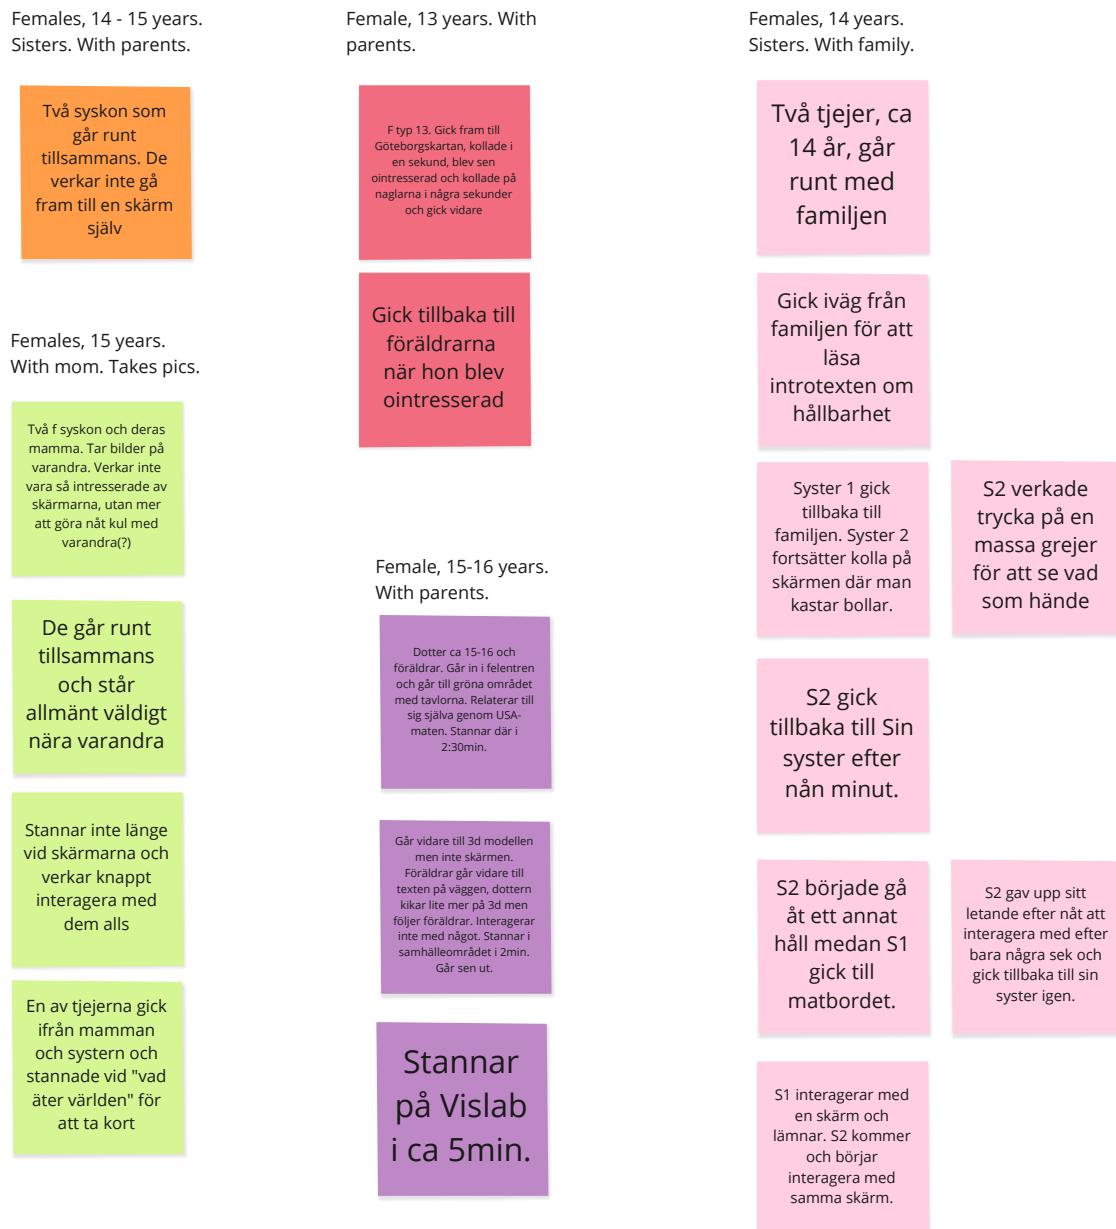 Females, 14 - 15 years.
Sisters. With parents.
Två syskon som
går runt
tillsammans. De
verkar inte gå
fram till en skärm
själv
Females, 15 years.
With mom. Takes pics.
Två f syskon och deras
mamma. Tar bilder på
varandra. Verkar inte
vara så intresserade av
skärmarna, utan mer
att göra nåt kul med
varandra(?)
De går runt
tillsammans
och står
allmänt väldigt
nära varandra
Stannar inte länge
vid skärmarna och
verkar knappt
interagera med
dem alls
En av tjejerna gick
ifrån mamman
och systern och
stannade vid "vad
äter världen" för
att ta kort
Female, 13 years. With
parents.
F typ 13. Gick fram till
Göteborgskartan, kollade i
en sekund, blev sen
ointresserad och kollade på
naglarna i några sekunder
och gick vidare
Gick tillbaka till
föräldrarna
när hon blev
ointresserad
Female, 15-16 years.
With parents.
Dotter ca 15-16 och
föräldrar. Går in i felentren
och går till gröna området
med tavlorna. Relaterar till
sig själva genom USA-
maten. Stannar där i
2:30min.
Går vidare till 3d modellen
men inte skärmen.
Föräldrar går vidare till
texten på väggen, dottern
kikar lite mer på 3d men
följer föräldrar. Interagerar
inte med något. Stannar i
samhälleområdet i 2min.
Går sen ut.
Stannar
på Vislab
i ca 5min.
Females, 14 years.
Sisters. With family.
Två tjejer, ca
14 år, går
runt med
familjen
Gick iväg från
familjen för att
läsa
introtexten om
hållbarhet
Syster 1 gick
tillbaka till
familjen. Syster 2
fortsätter kolla på
skärmen där man
kastar bollar.
S2 verkade
trycka på en
massa grejer
för att se vad
som hände
S2 gick
tillbaka till Sin
syster efter
nån minut.
S2 började gå
åt ett annat
håll medan S1
gick till
matbordet.
S2 gav upp sitt
letande efter nåt att
interagera med efter
bara några sek och
gick tillbaka till sin
syster igen.
S1 interagerar med
en skärm och
lämnar. S2 kommer
och börjar
interagera med
samma skärm.